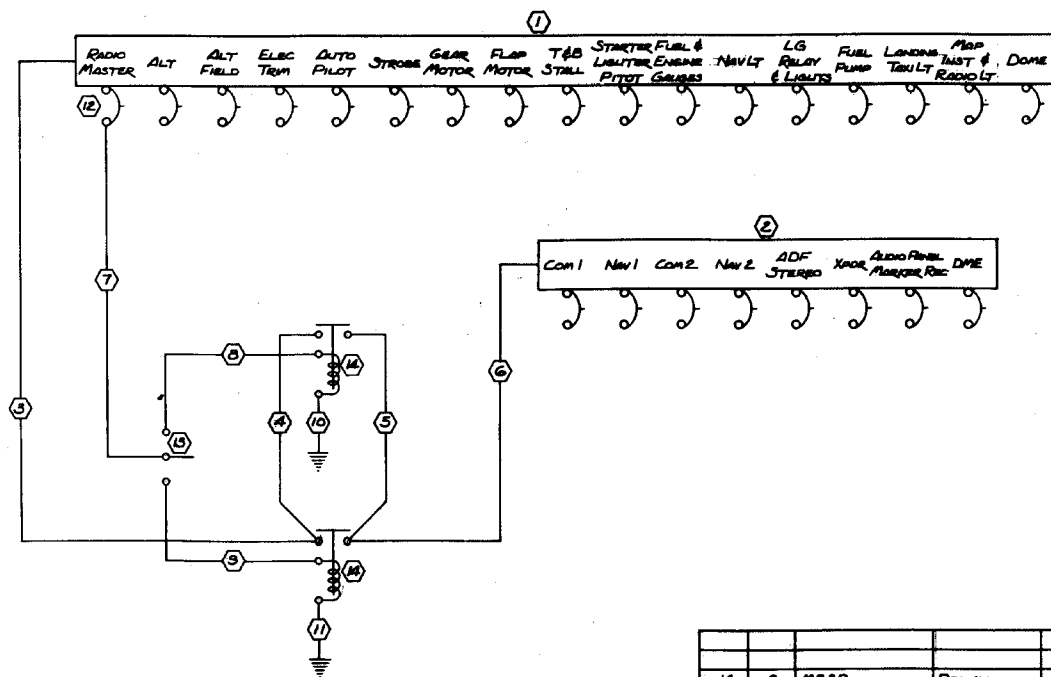 1
RADIO MASTER
ALT
ALT FIELD
ELEC TRIM
AUTO PILOT
STROBE
GEAR MOTOR
FLAP MOTOR
T&B STALL
STARTER LIGHTER PITOT
FUEL & ENGINE GAUGES
NAV LT
LG RELAY & LIGHTS
FUEL PUMP
LANDING TAXI LT
MAP INST & RADIO LT
DOME
12
2
COM 1
NAV 1
COM 2
NAV 2
ADF STEREO
XPDR
AUDIO PANEL MARKER REC
DME
7
8
14
6
3
4
10
5
13
9
14
11